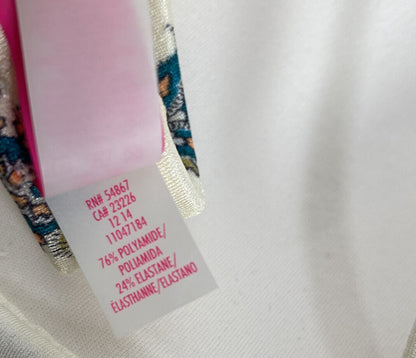 RN# 54867
CA# 23226
12 14
11047184
76% POLYAMIDE/
POLIAMIDA
24% ELASTANE/
ÉLASTHANNE/ELASTANO